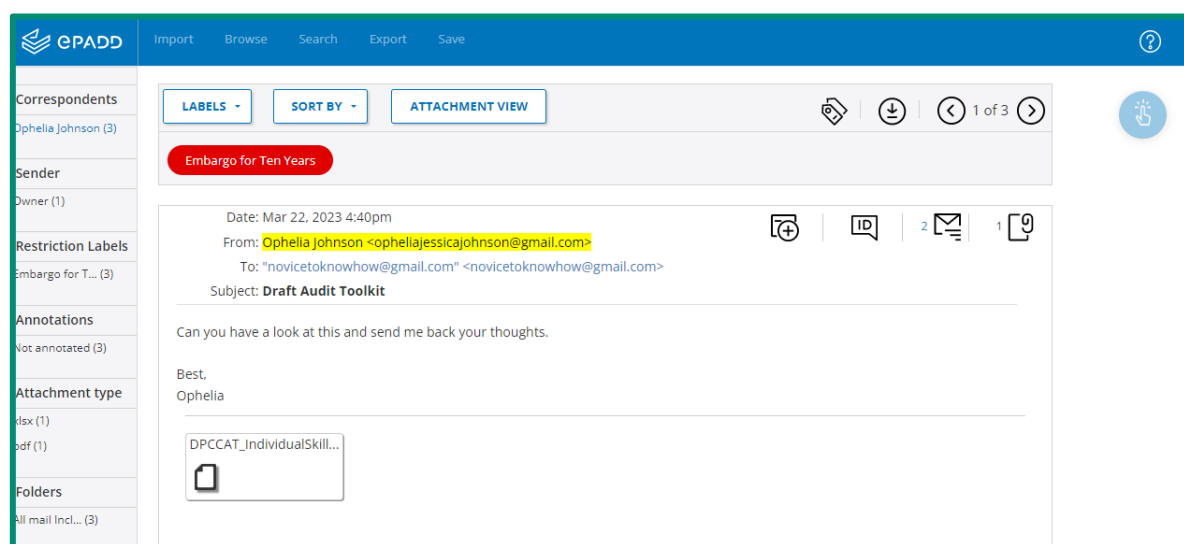 ePADD Import Browse Search Export Save
Correspondents
Ophelia Johnson (3)
Sender
Owner (1)
Restriction Labels
Embargo for T... (3)
Annotations
Not annotated (3)
Attachment type
xlsx (1)
pdf (1)
Folders
All mail Incl... (3)
LABELS SORT BY ATTACHMENT VIEW 1 of 3
Embargo for Ten Years
Date: Mar 22, 2023 4:40pm
ID 2 1
From: Ophelia Johnson <opheliajessicajohnson@gmail.com>
To: "novicetoknowhow@gmail.com" <novicetoknowhow@gmail.com>
Subject: Draft Audit Toolkit
Can you have a look at this and send me back your thoughts.
Best,
Ophelia
DPCCAT_IndividualSkill...